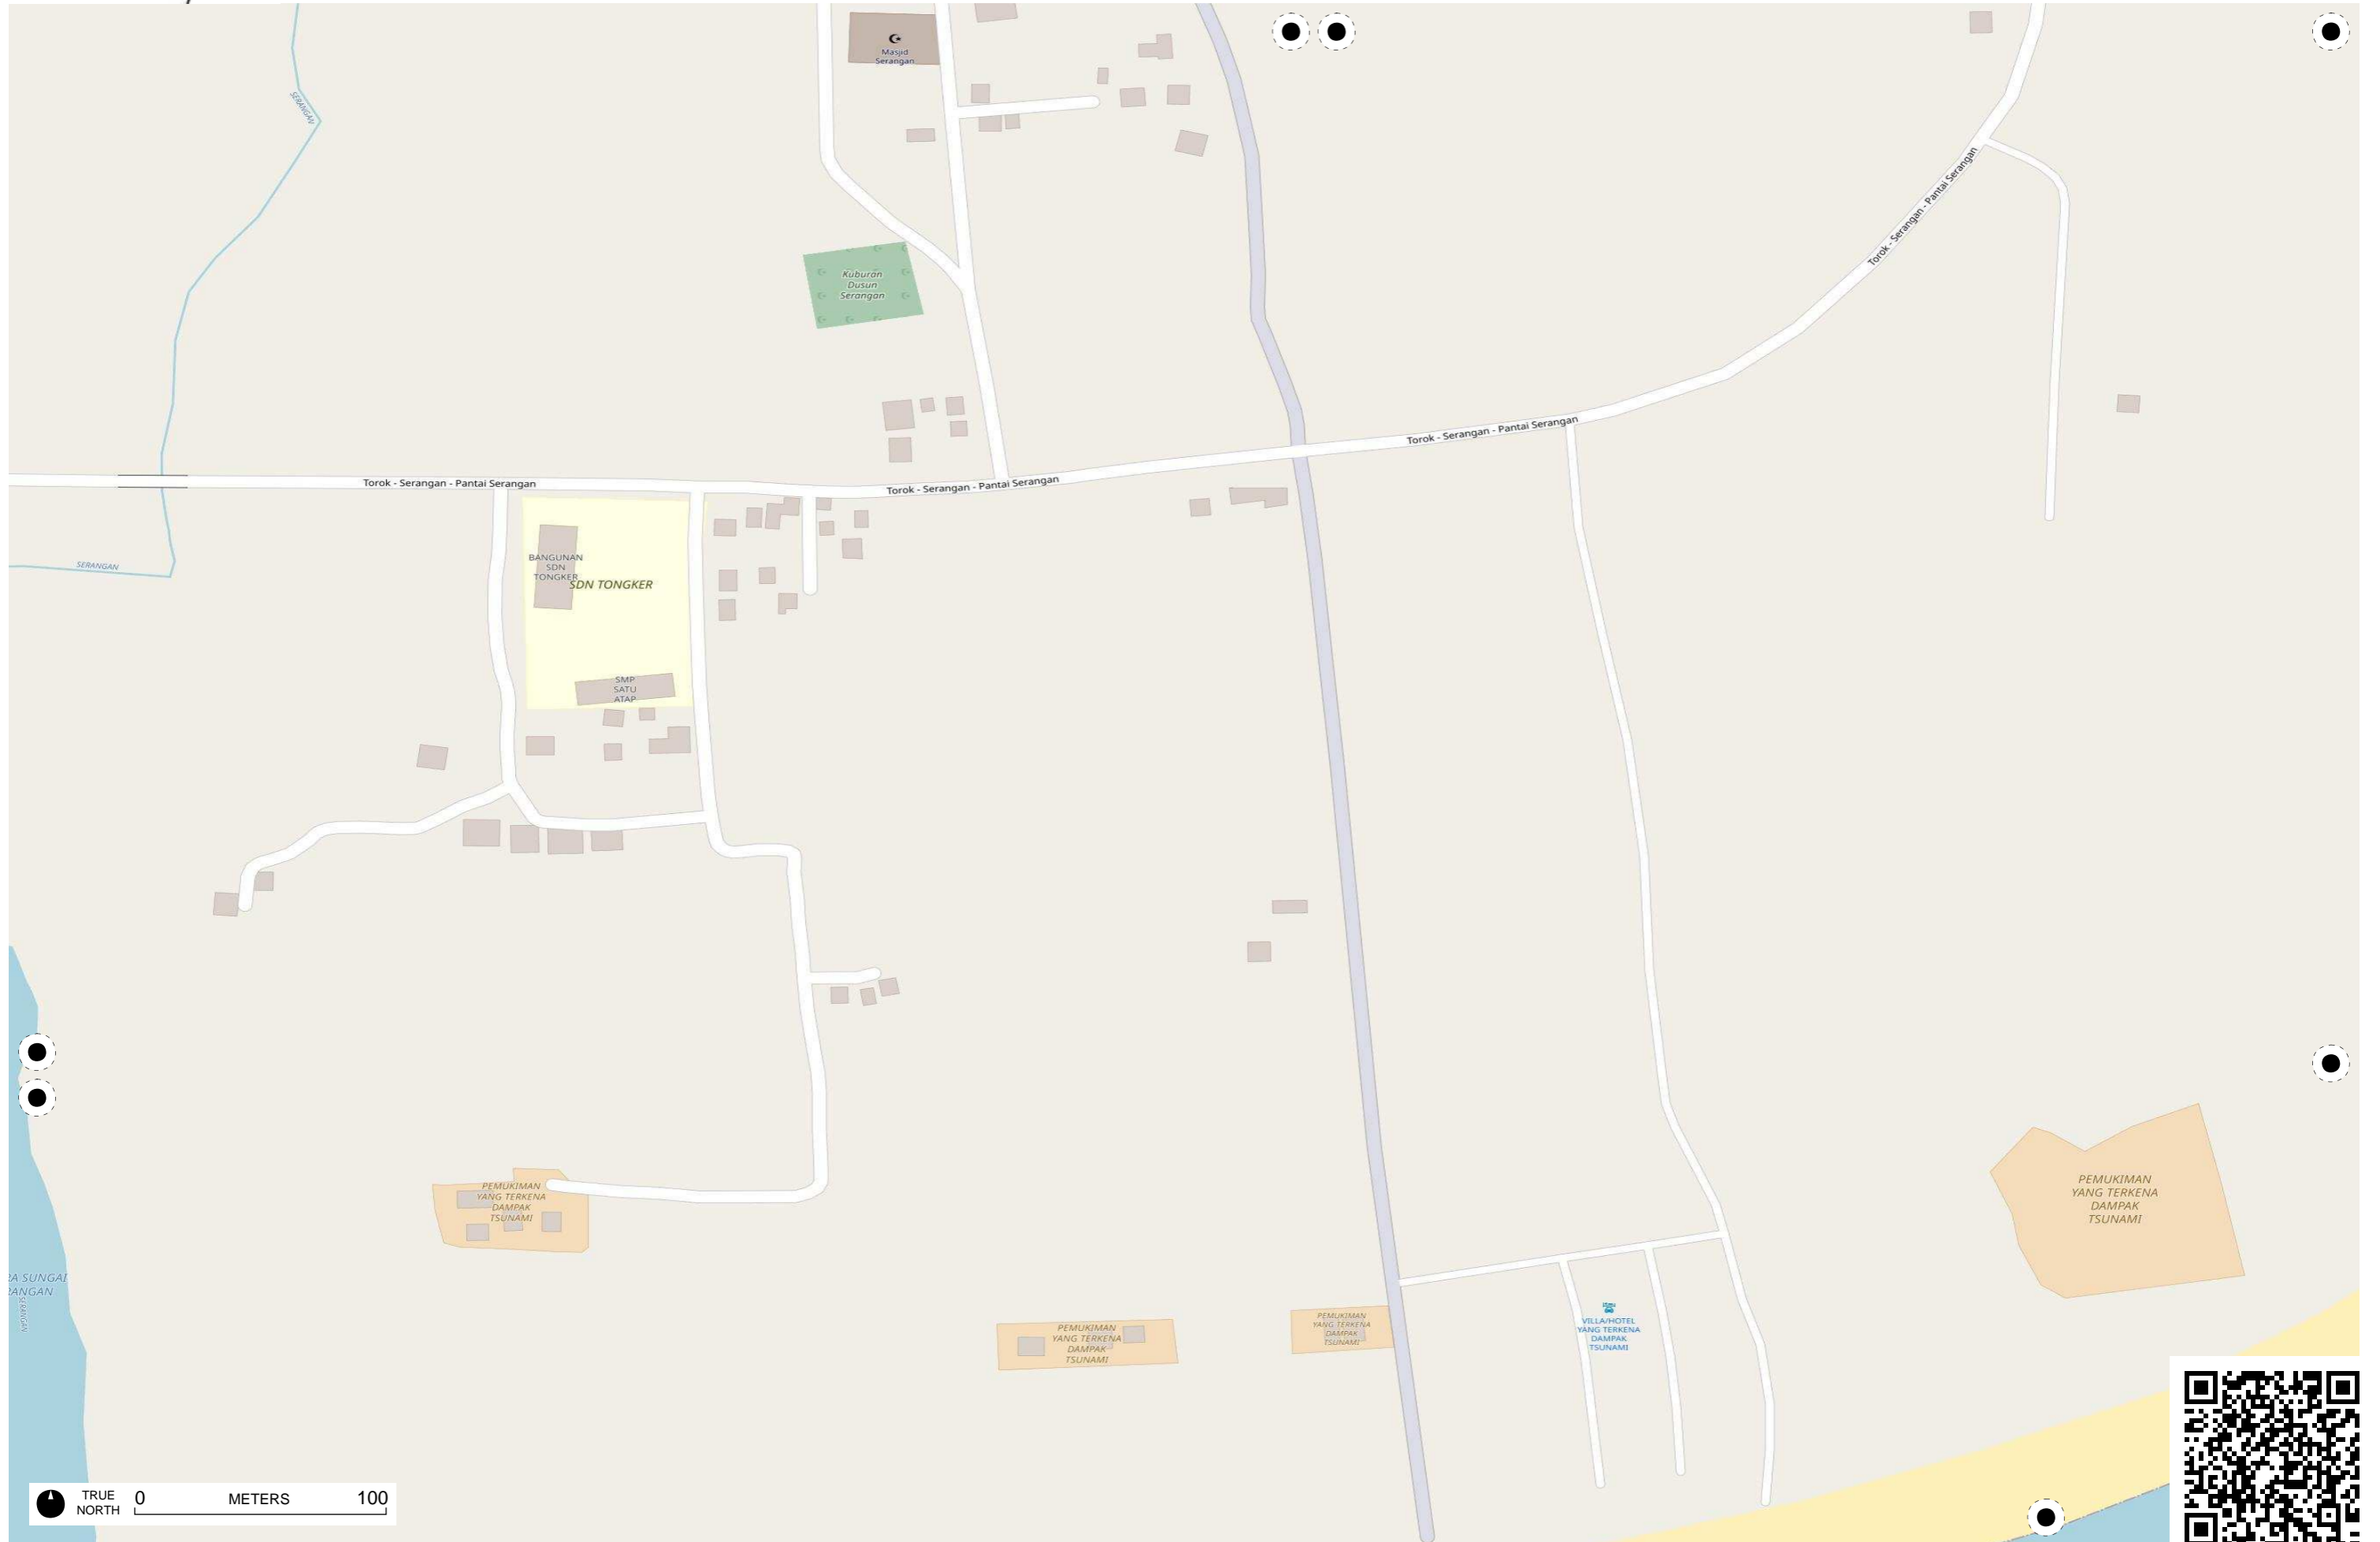 Masjid
Serangan
SERANGAN
Kuburan
Dusun
Serangan
Torok - Serangan - Pantai Serangan
Torok - Serangan - Pantai Serangan
Torok - Serangan - Pantai Serangan
Torok - Serangan - Pantai Serangan
BANGUNAN
SDN
TONGKER
SDN TONGKER
SERANGAN
SMP
SATU
ATAP
PEMUKIMAN
YANG TERKENA
DAMPAK
TSUNAMI
PEMUKIMAN
YANG TERKENA
DAMPAK
TSUNAMI
A SUNGAI
RANGAN
SERANGAN
PEMUKIMAN
YANG TERKENA
DAMPAK
TSUNAMI
PEMUKIMAN
YANG TERKENA
DAMPAK
TSUNAMI
VILLA/HOTEL
YANG TERKENA
DAMPAK
TSUNAMI
TRUE
NORTH
0 METERS 100